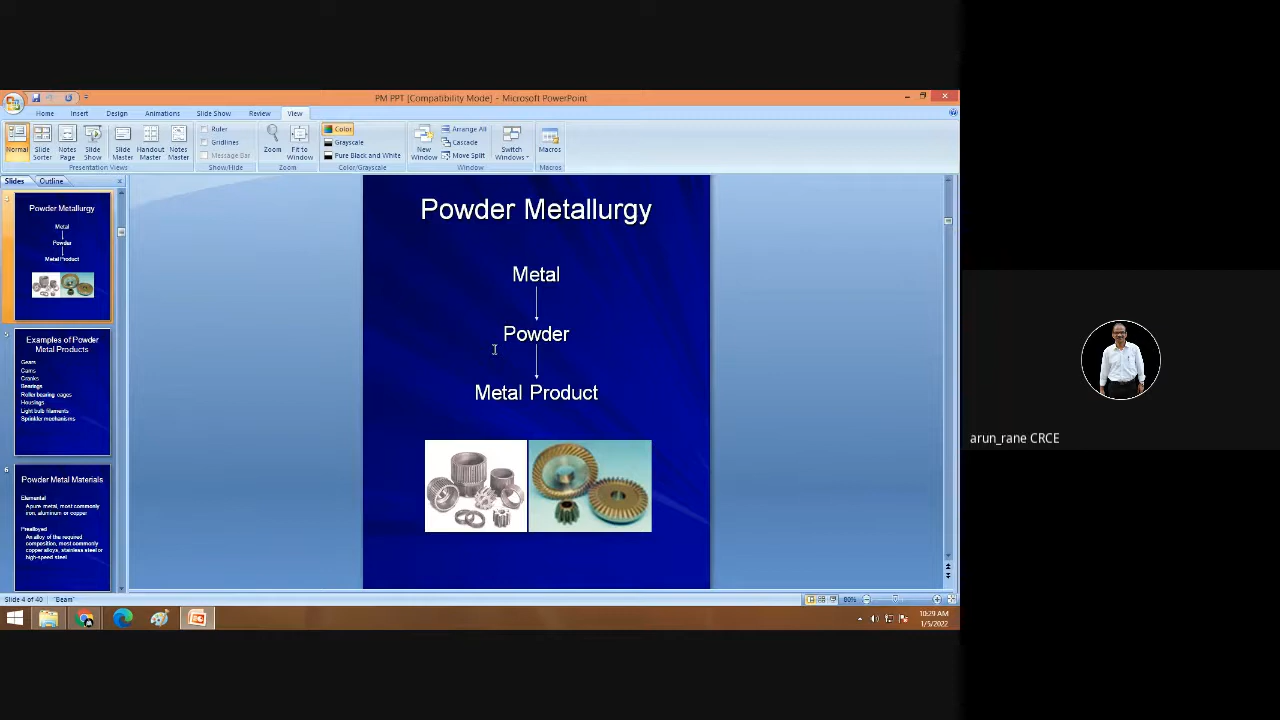 PM PPT [Compatibility Mode] - Microsoft PowerPoint
Home Insert Design Animations Slide Show Review View
Normal Slide Sorter Notes Page Slide Show Slide Master Handout Master Notes Master
Presentation Views
Ruler
Gridlines
Message Bar
Show/Hide
Zoom Fit to Window
Zoom
Color
Grayscale
Pure Black and White
Color/Grayscale
New Window
Arrange All
Cascade
Move Split
Switch Windows
Window
Macros
Macros
Slides Outline
4
Powder Metallurgy
Metal
Powder
Metal Product
5
Examples of Powder
Metal Products
Gears
Cams
Cranks
Bearings
Roller bearing cages
Housings
Light bulb filaments
Sprinkler mechanisms
6
Powder Metal Materials
Elemental
A pure metal, most commonly
iron, aluminum or copper
Prealloyed
An alloy of the required
composition, most commonly
copper alloys, stainless steel or
high-speed steel
Powder Metallurgy
Metal
Powder
Metal Product
arun_rane CRCE
Slide 4 of 40 "Beam" 80%
10:29 AM
1/5/2022